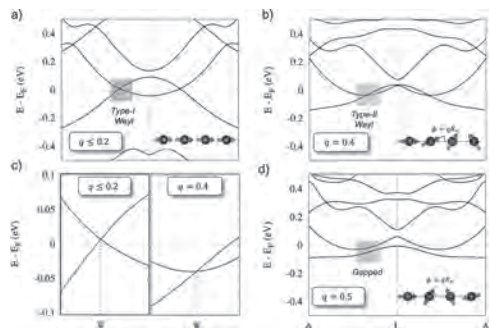 a)
b)
0.4
0.2
0
-0.2
-0.4
E - E_F (eV)
Type-I
Weyl
q ≤ 0.2
0.4
0.2
0
-0.2
-0.4
E - E_F (eV)
Type-II
Weyl
q = 0.4
c)
d)
0.1
0.05
0
-0.05
-0.1
E - E_F (eV)
q ≤ 0.2
q = 0.4
0.4
0.2
0
-0.2
-0.4
E - E_F (eV)
Gapped
q = 0.5